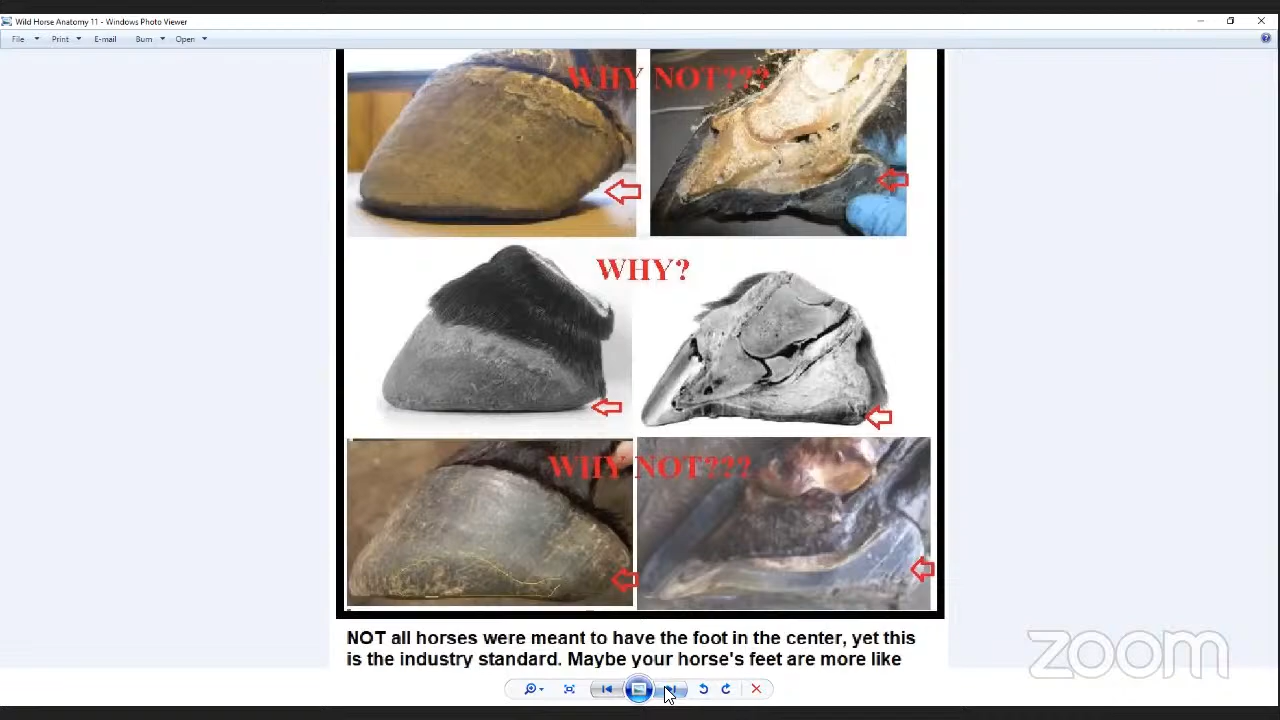 Wild Horse Anatomy 11 - Windows Photo Viewer
File Print E-mail Burn Open
WHY NOT???
WHY?
WHY NOT???
NOT all horses were meant to have the foot in the center, yet this
is the industry standard. Maybe your horse's feet are more like
zoom